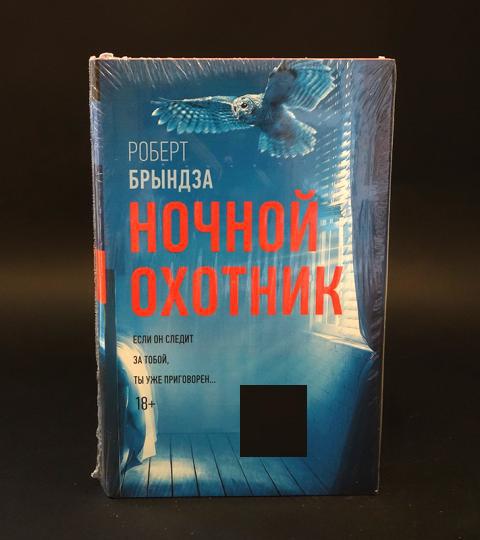 РОБЕРТ
БРЫНДЗА
НОЧНОЙ
ОХОТНИК
ЕСЛИ ОН СЛЕДИТ
ЗА ТОБОЙ,
ТЫ УЖЕ ПРИГОВОРЕН...
18+